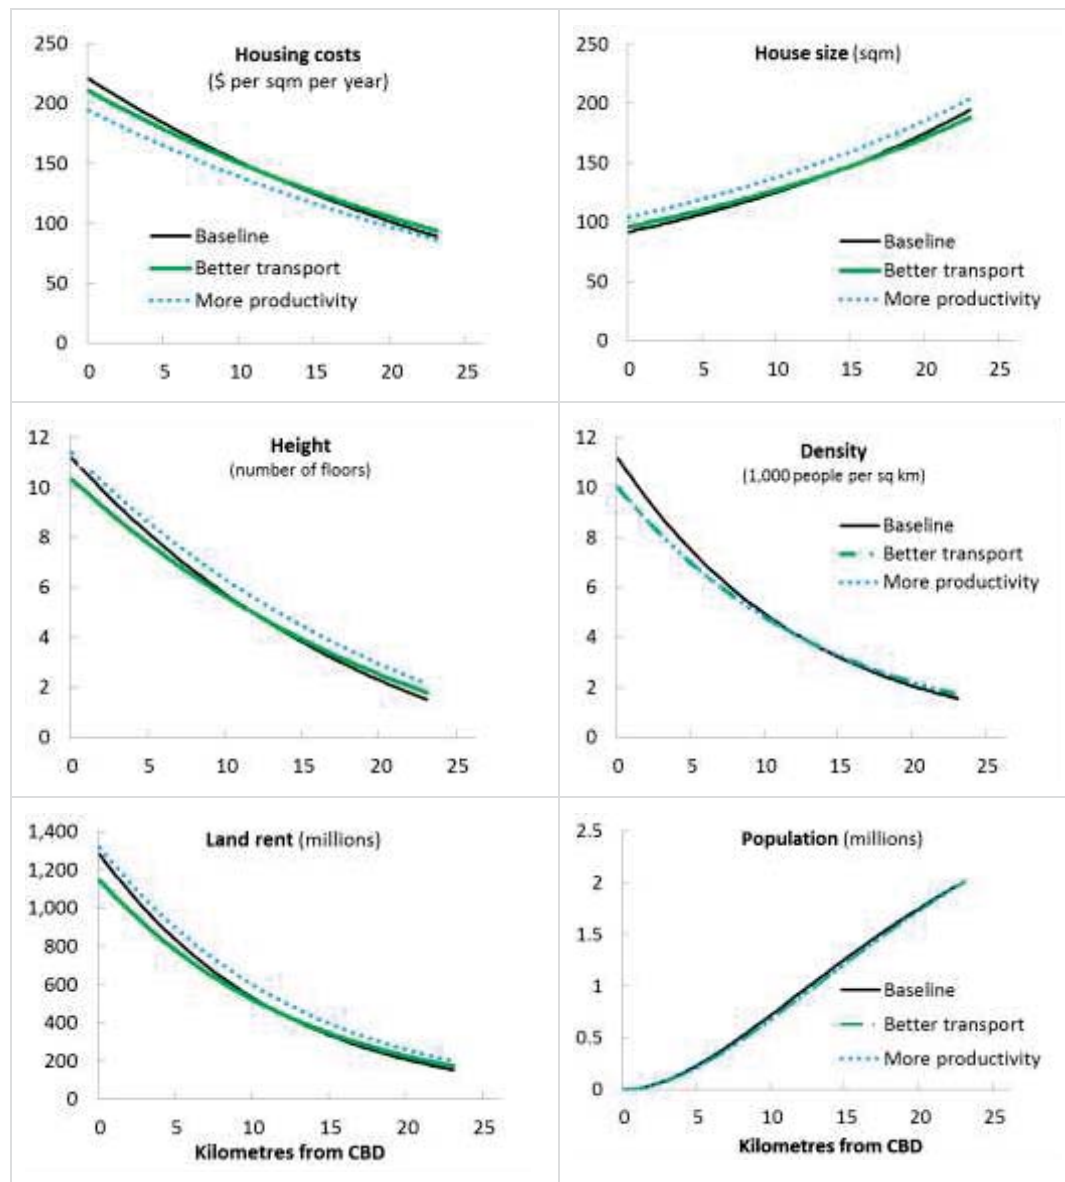 Housing costs
($ per sqm per year)
250
200
150
100
50
0
Baseline
Better transport
More productivity
0 5 10 15 20 25
House size (sqm)
250
200
150
100
50
0
Baseline
Better transport
More productivity
0 5 10 15 20 25
Height
(number of floors)
12
10
8
6
4
2
0
0 5 10 15 20 25
Density
(1,000 people per sq km)
12
10
8
6
4
2
0
Baseline
Better transport
More productivity
0 5 10 15 20 25
Land rent (millions)
1,400
1,200
1,000
800
600
400
200
0
0 5 10 15 20 25
Kilometres from CBD
Population (millions)
2.5
2
1.5
1
0.5
0
Baseline
Better transport
More productivity
0 5 10 15 20 25
Kilometres from CBD